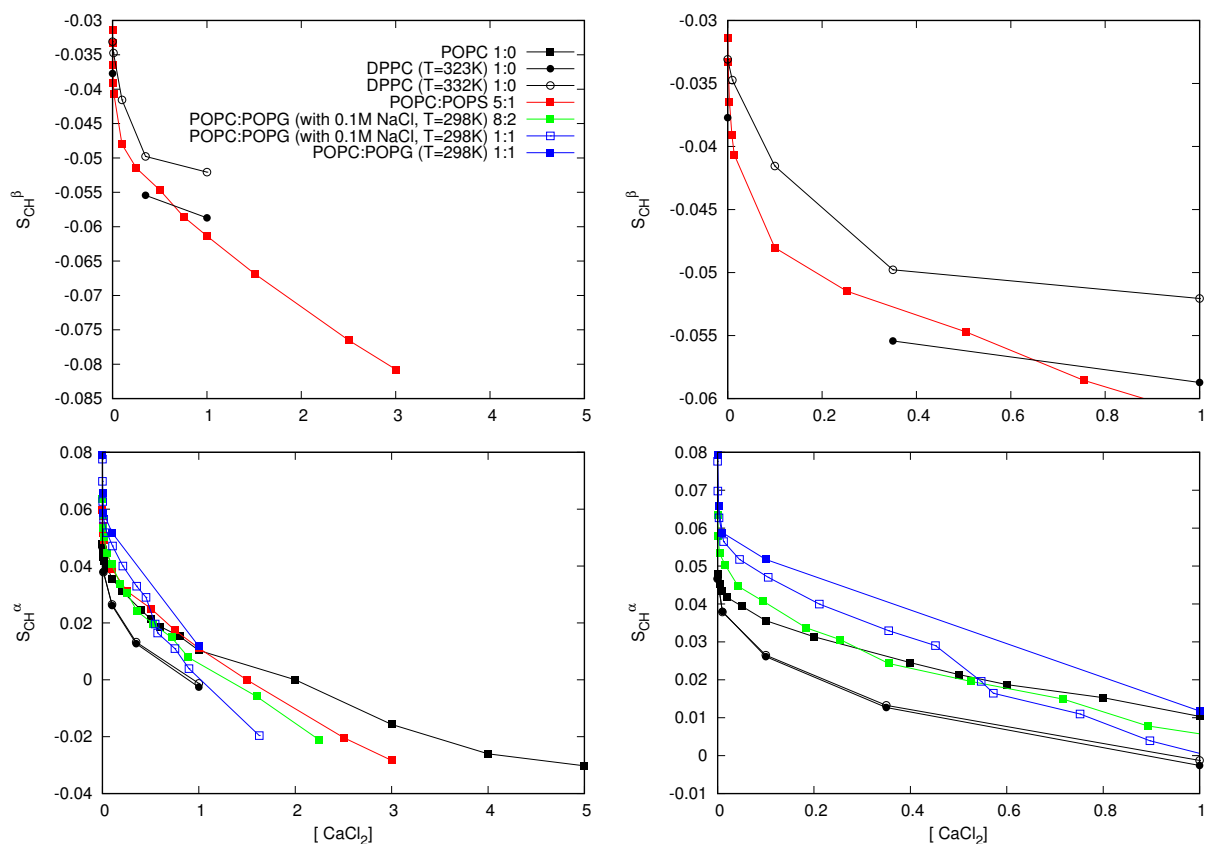 -0.03
-0.035
-0.04
-0.045
-0.05
-0.055
-0.06
-0.065
-0.07
-0.075
-0.08
-0.085
0 1 2 3 4 5
S_CH^β
POPC 1:0
DPPC (T=323K) 1:0
DPPC (T=332K) 1:0
POPC:POPS 5:1
POPC:POPG (with 0.1M NaCl, T=298K) 8:2
POPC:POPG (with 0.1M NaCl, T=298K) 1:1
POPC:POPG (T=298K) 1:1
-0.03
-0.035
-0.04
-0.045
-0.05
-0.055
-0.06
0 0.2 0.4 0.6 0.8 1
S_CH^β
0.08
0.06
0.04
0.02
0
-0.02
-0.04
0 1 2 3 4 5
S_CH^α
[ CaCl₂]
0.08
0.07
0.06
0.05
0.04
0.03
0.02
0.01
0
-0.01
0 0.2 0.4 0.6 0.8 1
S_CH^α
[ CaCl₂]